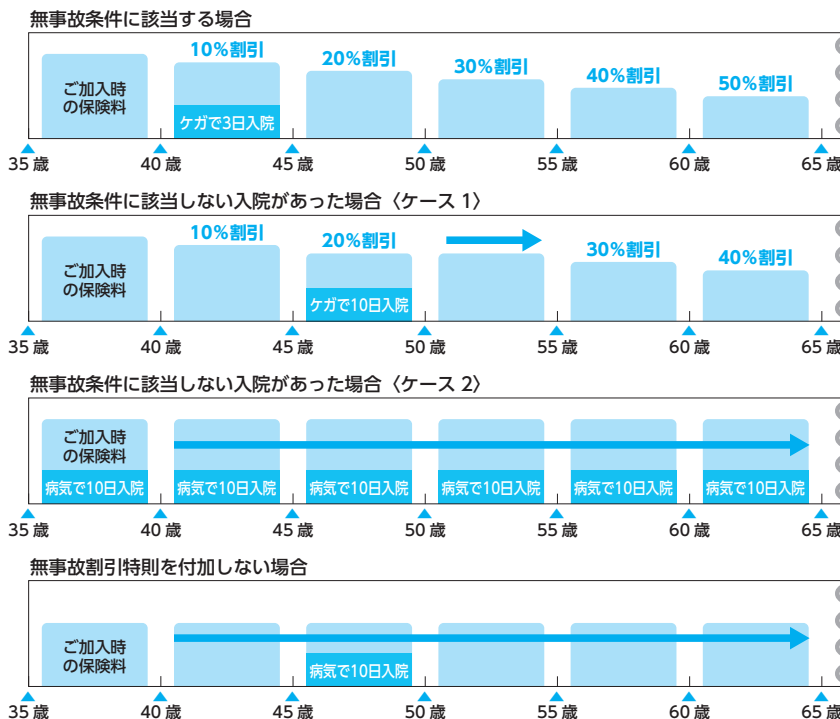 無事故条件に該当する場合
10%割引
20%割引
30%割引
40%割引
50%割引
ご加入時
の保険料
ケガで3日入院
35歳 40歳 45歳 50歳 55歳 60歳 65歳
無事故条件に該当しない入院があった場合〈ケース 1〉
10%割引
20%割引
30%割引
40%割引
ご加入時
の保険料
ケガで10日入院
35歳 40歳 45歳 50歳 55歳 60歳 65歳
無事故条件に該当しない入院があった場合〈ケース 2〉
ご加入時
の保険料
病気で10日入院 病気で10日入院 病気で10日入院 病気で10日入院 病気で10日入院 病気で10日入院
35歳 40歳 45歳 50歳 55歳 60歳 65歳
無事故割引特則を付加しない場合
ご加入時
の保険料
病気で10日入院
35歳 40歳 45歳 50歳 55歳 60歳 65歳